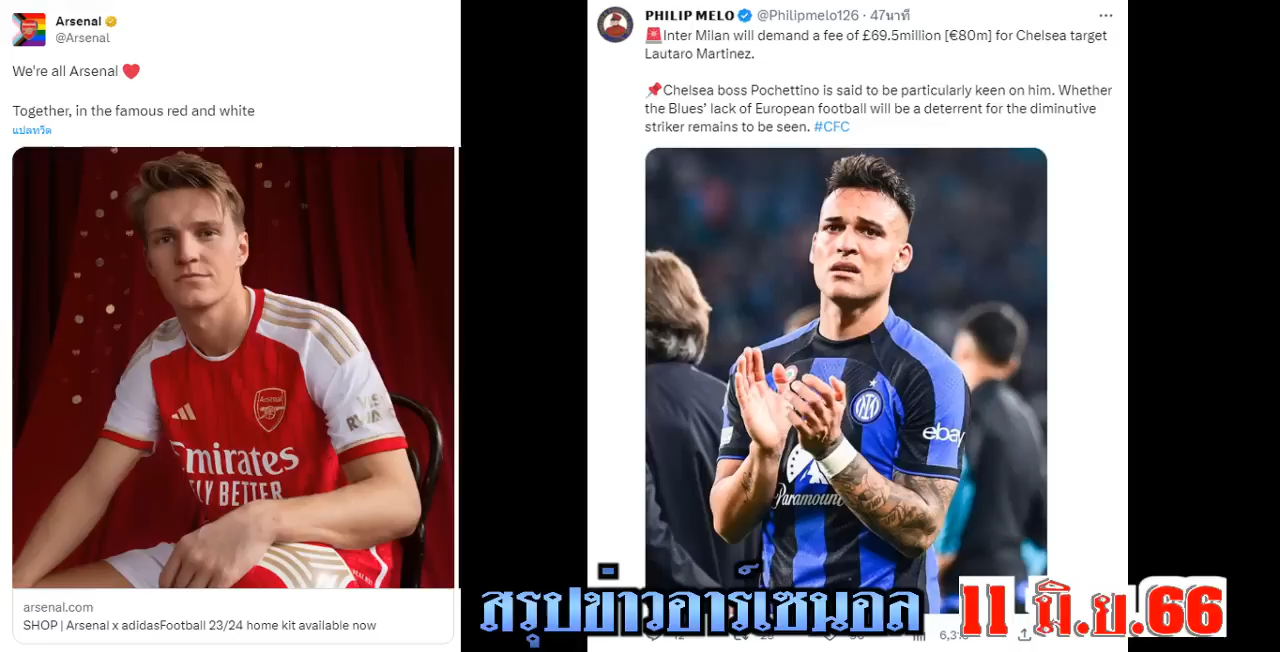 Arsenal
@Arsenal
We're all Arsenal ❤️
Together, in the famous red and white
แปลทวีต
Arsenal
Emirates
FLY BETTER
VISIT
RWANDA
arsenal.com
SHOP | Arsenal x adidasFootball 23/24 home kit available now
PHILIP MELO @Philipmelo126 · 47นาที
🚨Inter Milan will demand a fee of £69.5million [€80m] for Chelsea target
Lautaro Martinez.
📌Chelsea boss Pochettino is said to be particularly keen on him. Whether
the Blues’ lack of European football will be a deterrent for the diminutive
striker remains to be seen. #CFC
ebay
Paramount
สรุปข่าวอาร์เซนอล 11 มิ.ย.66